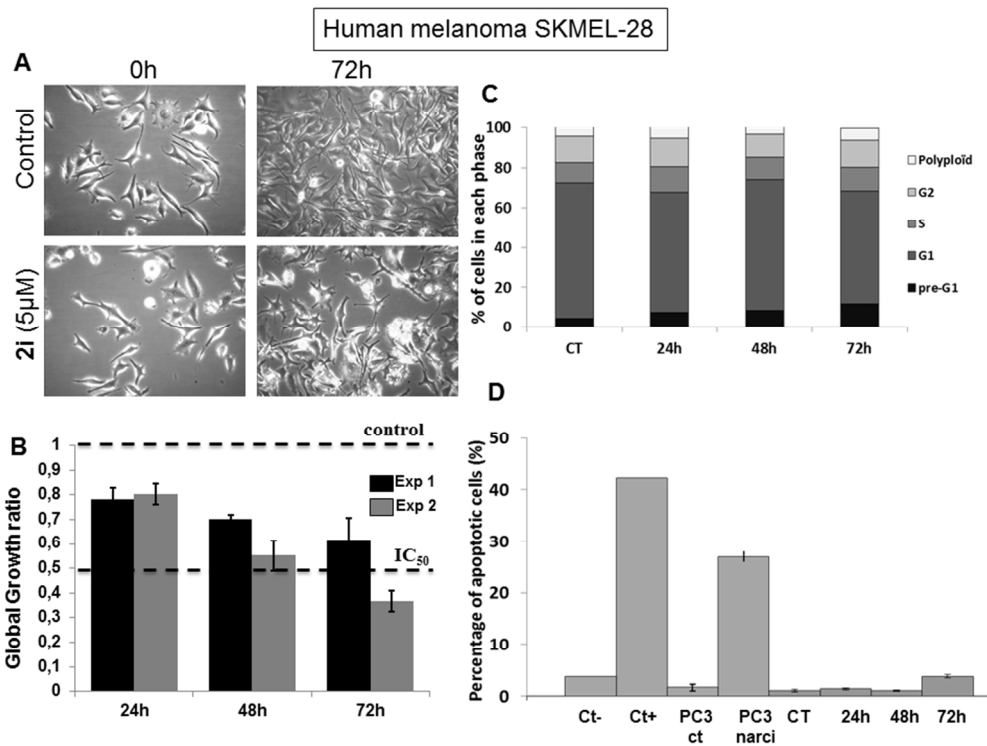 Human melanoma SKMEL-28
A
0h
72h
Control
2i (5µM)
B
Global Growth ratio
1
0,9
0,8
0,7
0,6
0,5
0,4
0,3
0,2
0,1
0
control
Exp 1
Exp 2
IC50
24h
48h
72h
C
% of cells in each phase
100
80
60
40
20
0
CT
24h
48h
72h
Polyploïd
G2
S
G1
pre-G1
D
Percentage of apoptotic cells (%)
50
40
30
20
10
0
Ct-
Ct+
PC3 ct
PC3 narci
CT
24h
48h
72h